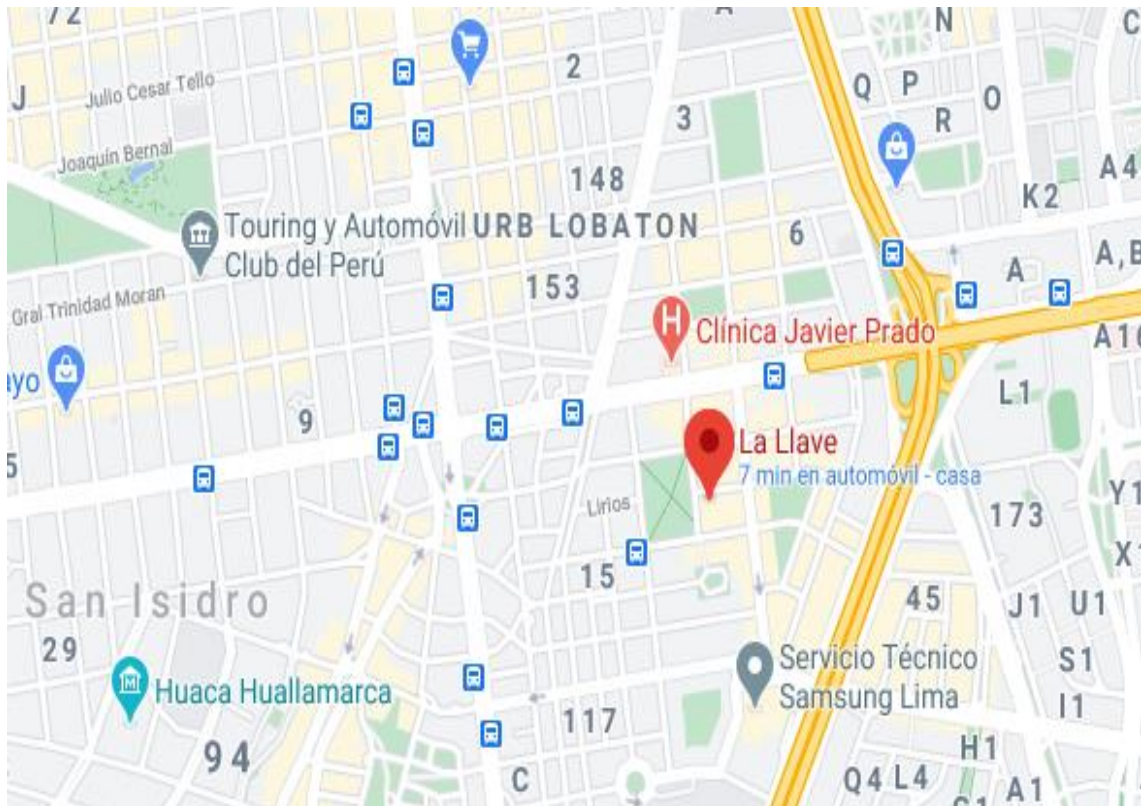 72
J
Julio Cesar Tello
Joaquín Bernal
2
3
148
URB LOBATON
Touring y Automóvil
Club del Perú
153
6
Gral Trinidad Moran
ayo
9
5
Clínica Javier Prado
La Llave
7 min en automóvil - casa
Lirios
15
San Isidro
29
Huaca Huallamarca
94
117
C
Servicio Técnico
Samsung Lima
45
173
N
C
Q
P
O
R
A4
K2
A
A,B
A16
L1
Y1
X1
J1
U1
S1
I1
H1
Q4
L4
A1